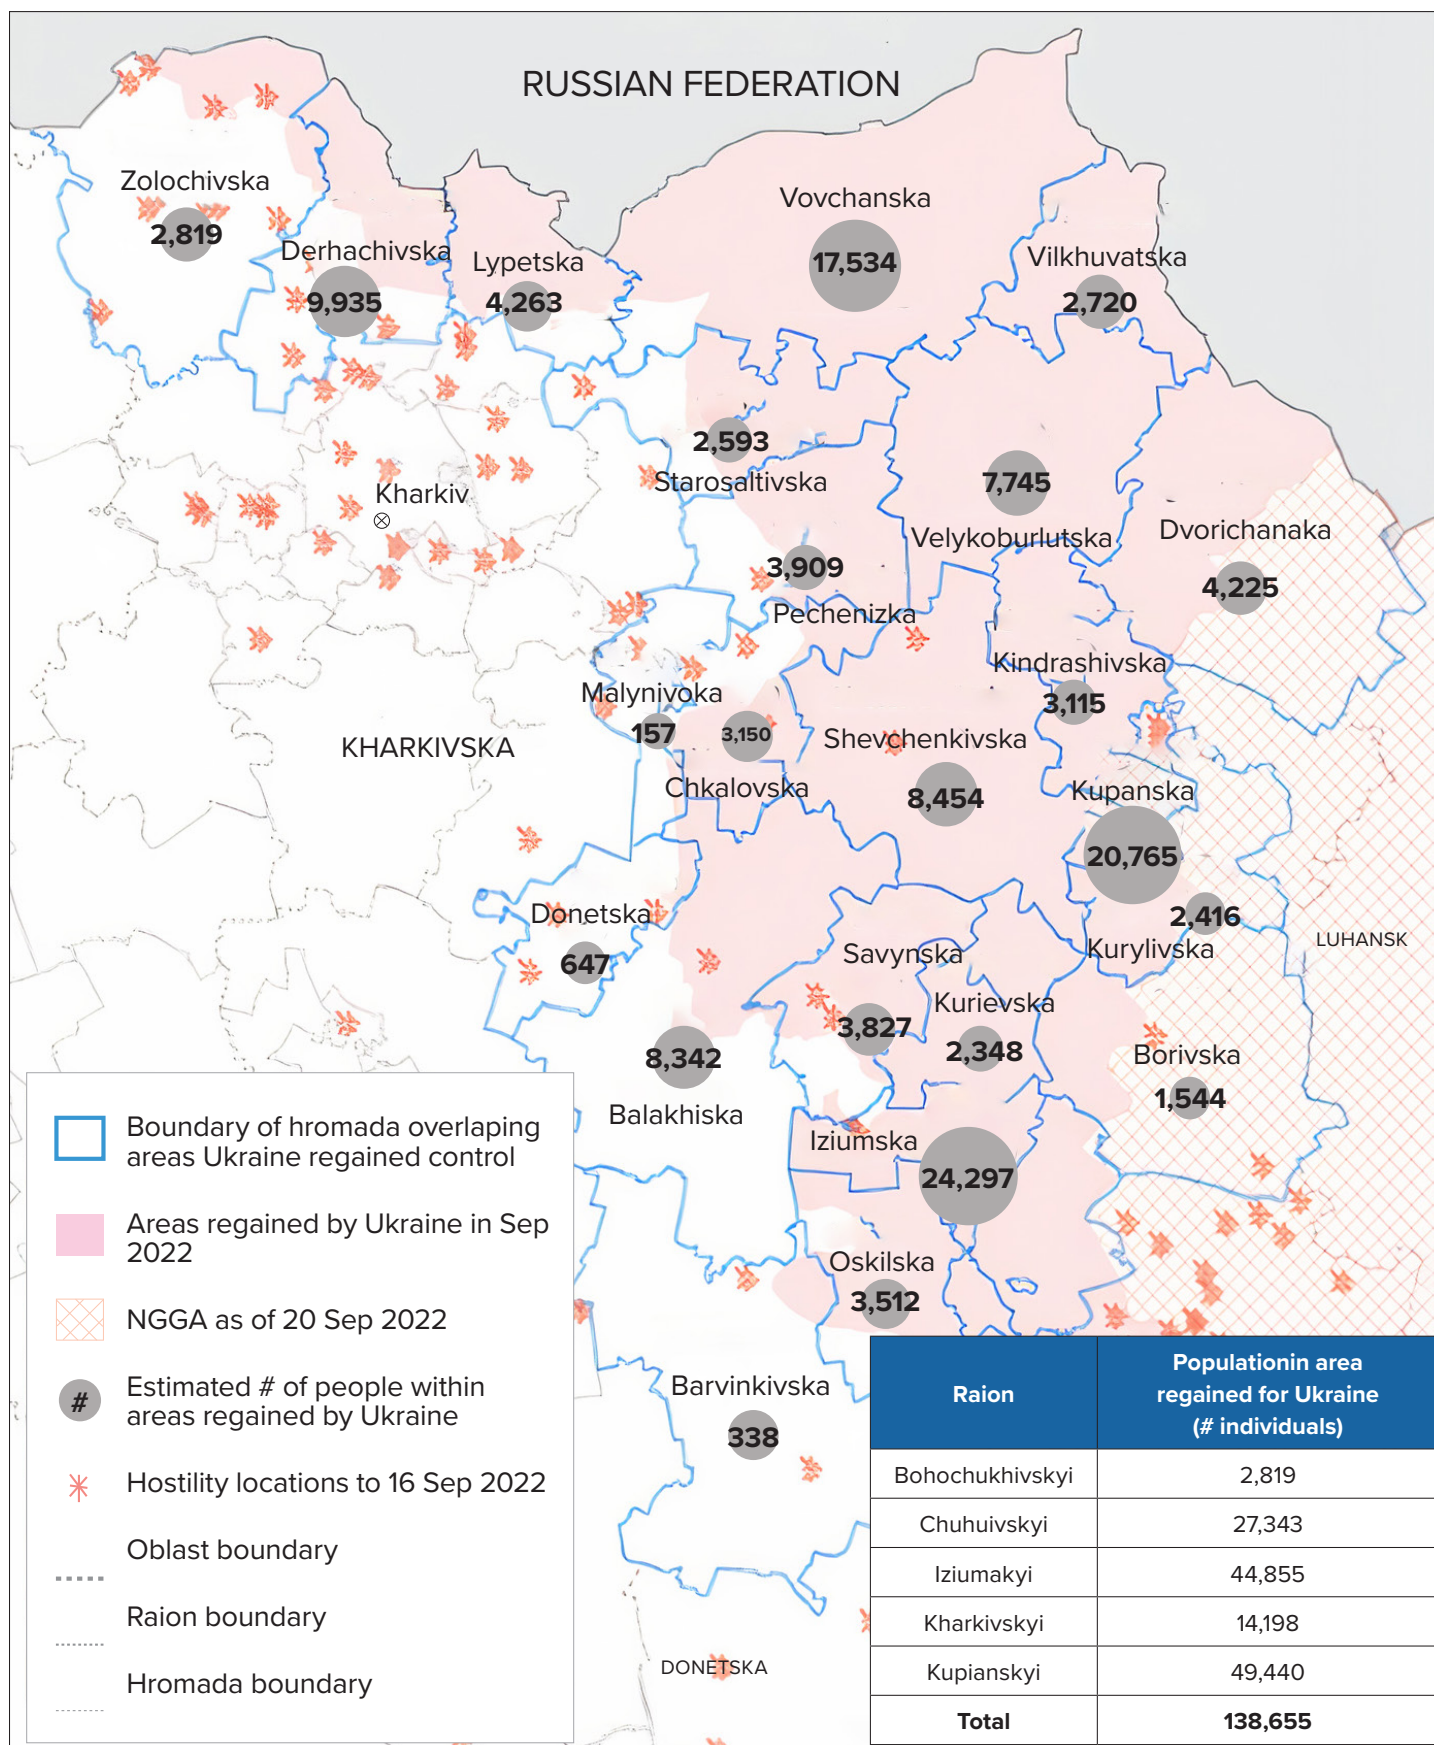 RUSSIAN FEDERATION
Zolochivska
2,819
Derhachivska
9,935
Lypetska
4,263
Vovchanska
17,534
Vilkhuvatska
2,720
2,593
Starosaltivska
7,745
Velykoburlutska
Dvorichanaka
4,225
Kharkiv
3,909
Pechenizka
Kindrashivska
3,115
Malynivoka
157
3,150
Chkalovska
KHARKIVSKA
Shevchenkivska
8,454
Kupanska
20,765
2,416
Kurylivska
LUHANSK
Donetska
647
Savynska
3,827
Kurievska
2,348
8,342
Balakhiska
Borivska
1,544
Iziumska
24,297
Oskilska
3,512
Barvinkivska
338
DONETSKA
Boundary of hromada overlaping
areas Ukraine regained control
Areas regained by Ukraine in Sep
2022
NGGA as of 20 Sep 2022
#
Estimated # of people within
areas regained by Ukraine
Hostility locations to 16 Sep 2022
Oblast boundary
Raion boundary
Hromada boundary
Raion
Populationin area
regained for Ukraine
(# individuals)
Bohochukhivskyi 2,819
Chuhuivskyi 27,343
Iziumakyi 44,855
Kharkivskyi 14,198
Kupianskyi 49,440
Total 138,655